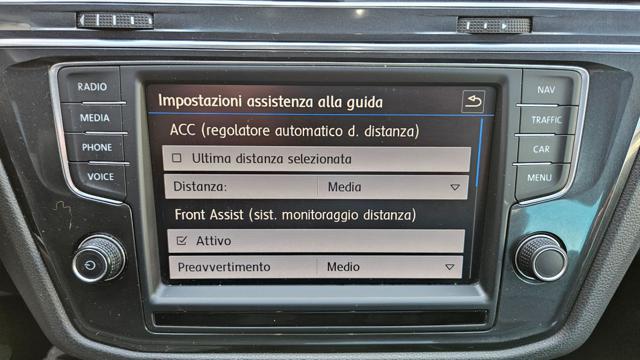 RADIO
MEDIA
PHONE
VOICE
Impostazioni assistenza alla guida
ACC (regolatore automatico d. distanza)
Ultima distanza selezionata
Distanza: Media
Front Assist (sist. monitoraggio distanza)
Attivo
Preavvertimento Medio
NAV
TRAFFIC
CAR
MENU